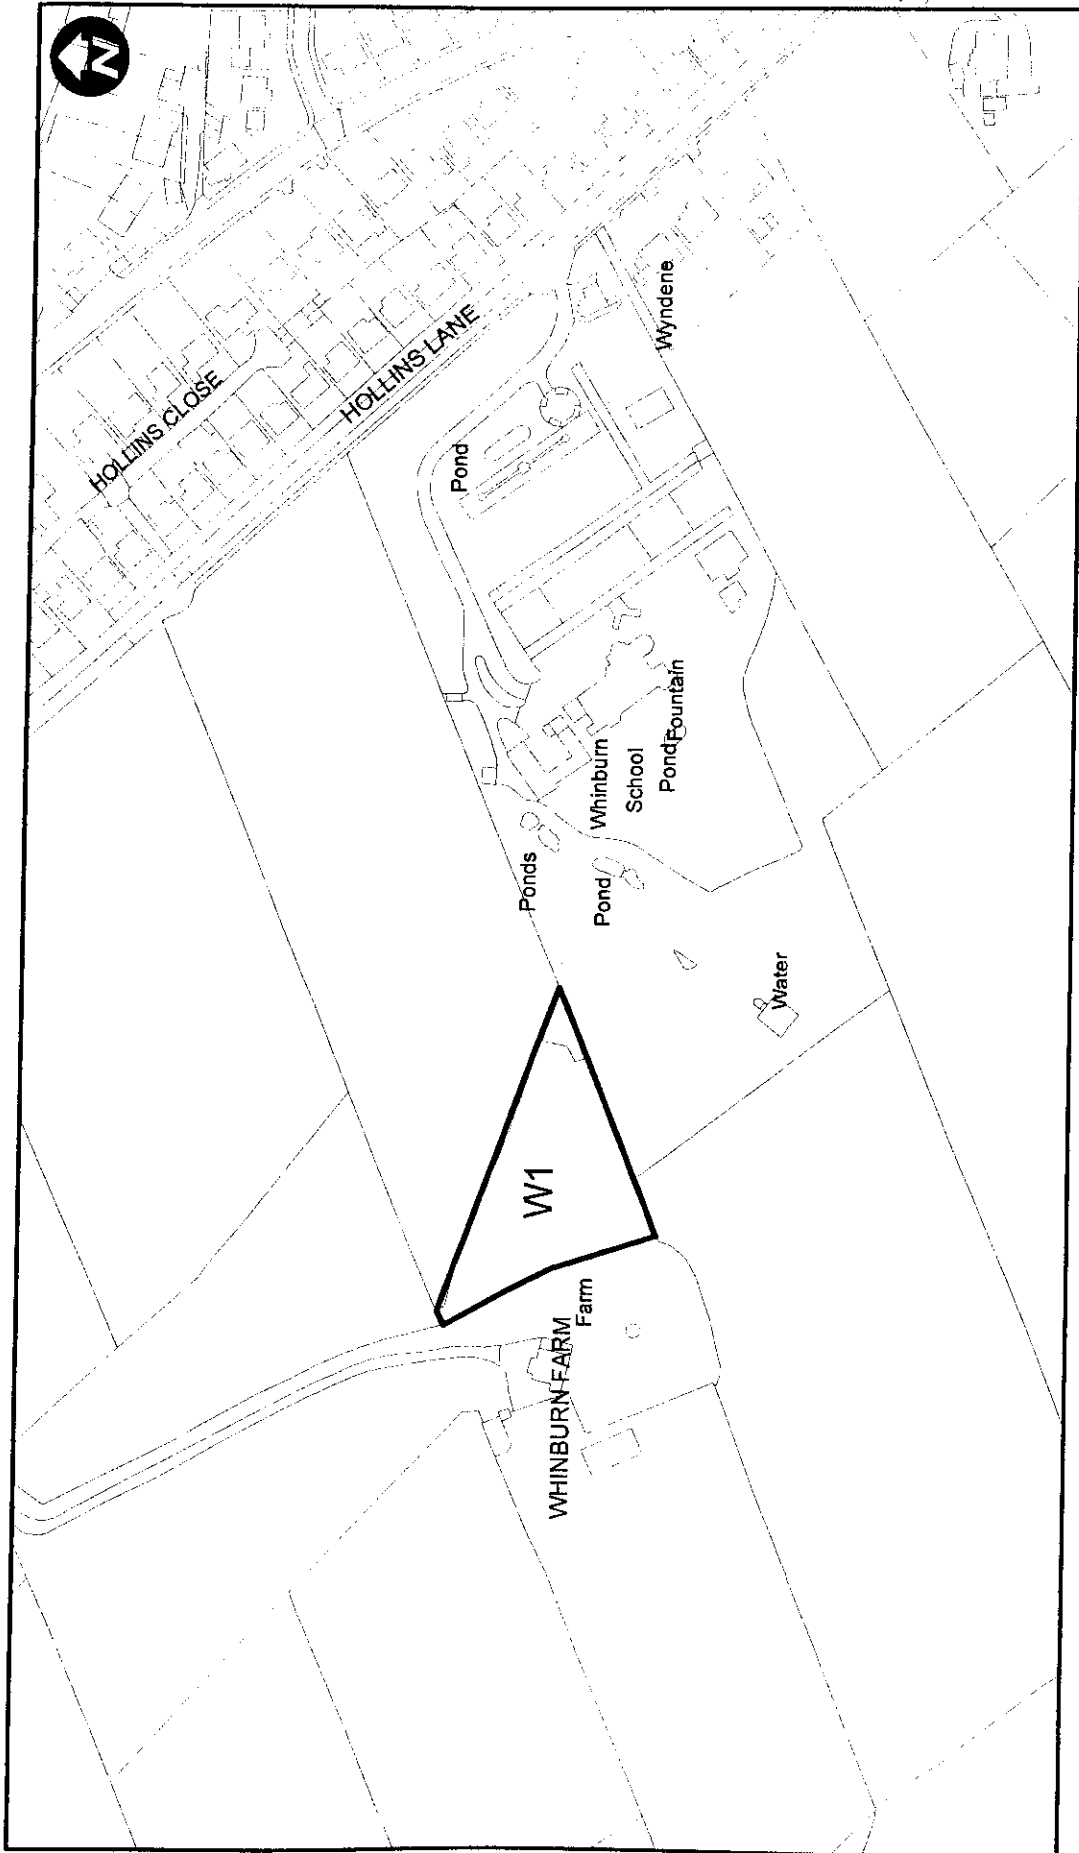 N
HOLLINS CLOSE
HOLLINS LANE
Wyndene
Pond
Whinburn
School
Pond
Fountain
Ponds
Pond
Water
W1
Farm
WHINBURN FARM